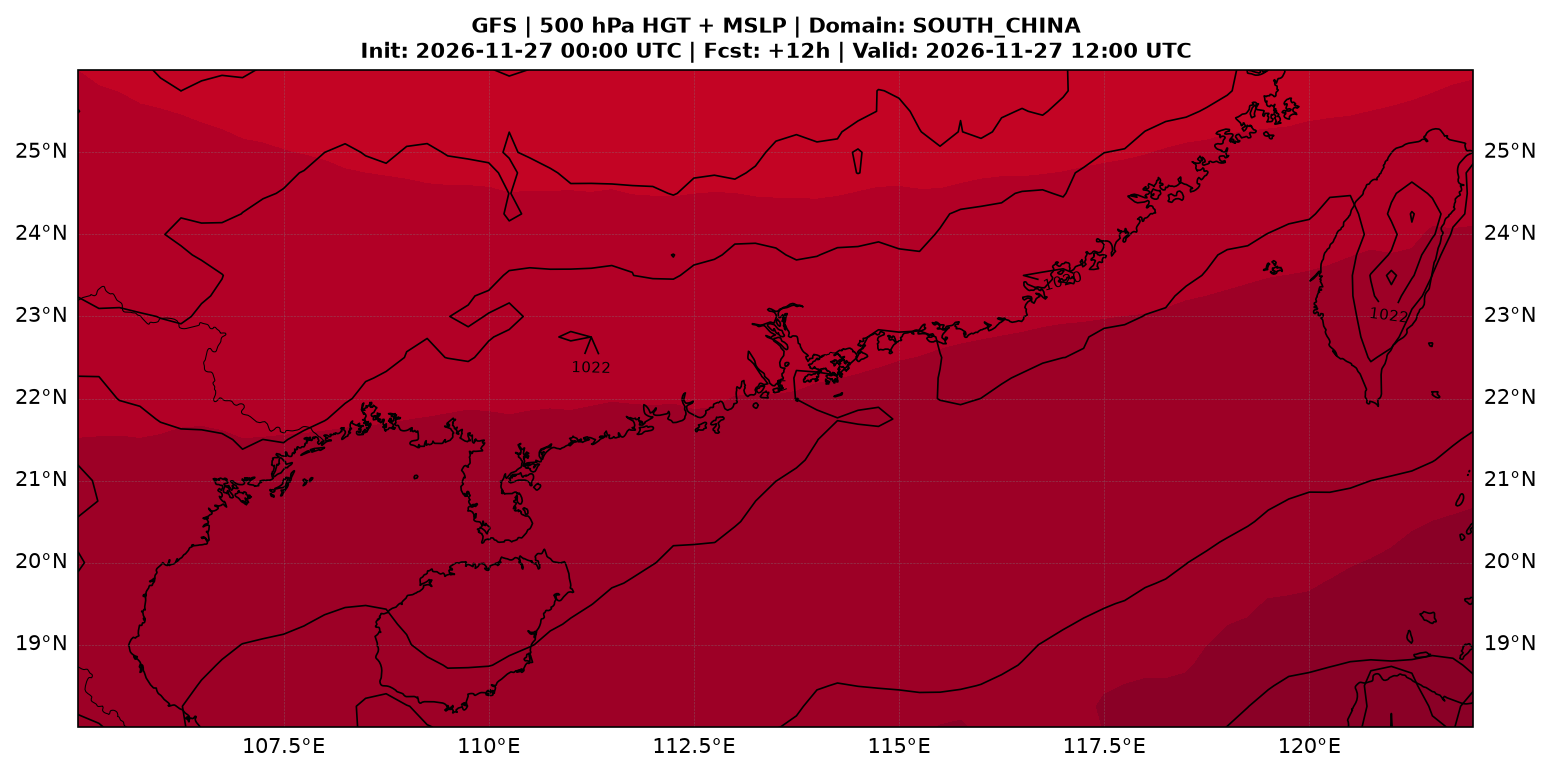 GFS | 500 hPa HGT + MSLP | Domain: SOUTH_CHINA
Init: 2026-11-27 00:00 UTC | Fcst: +12h | Valid: 2026-11-27 12:00 UTC
25°N 25°N
24°N 24°N
1020
23°N 1022 23°N
1022
22°N 22°N
21°N 21°N
20°N 20°N
19°N 19°N
107.5°E 110°E 112.5°E 115°E 117.5°E 120°E